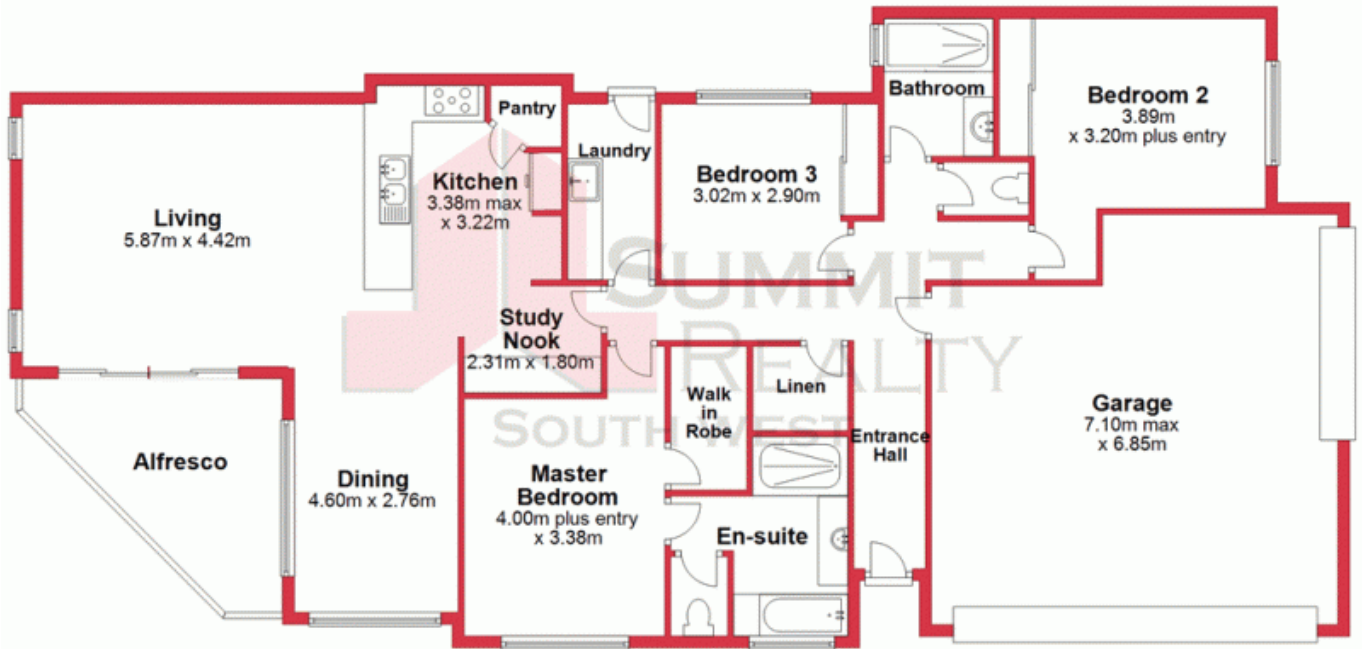 Living
5.87m x 4.42m
Kitchen
3.38m max
x 3.22m
Pantry
Laundry
Bedroom 3
3.02m x 2.90m
Bathroom
Bedroom 2
3.89m
x 3.20m plus entry
Study
Nook
2.31m x 1.80m
Alfresco
Dining
4.60m x 2.76m
Master
Bedroom
4.00m plus entry
x 3.38m
Walk
in
Robe
Linen
En-suite
Entrance
Hall
Garage
7.10m max
x 6.85m
SUMMIT
REALTY
SOUTH WEST